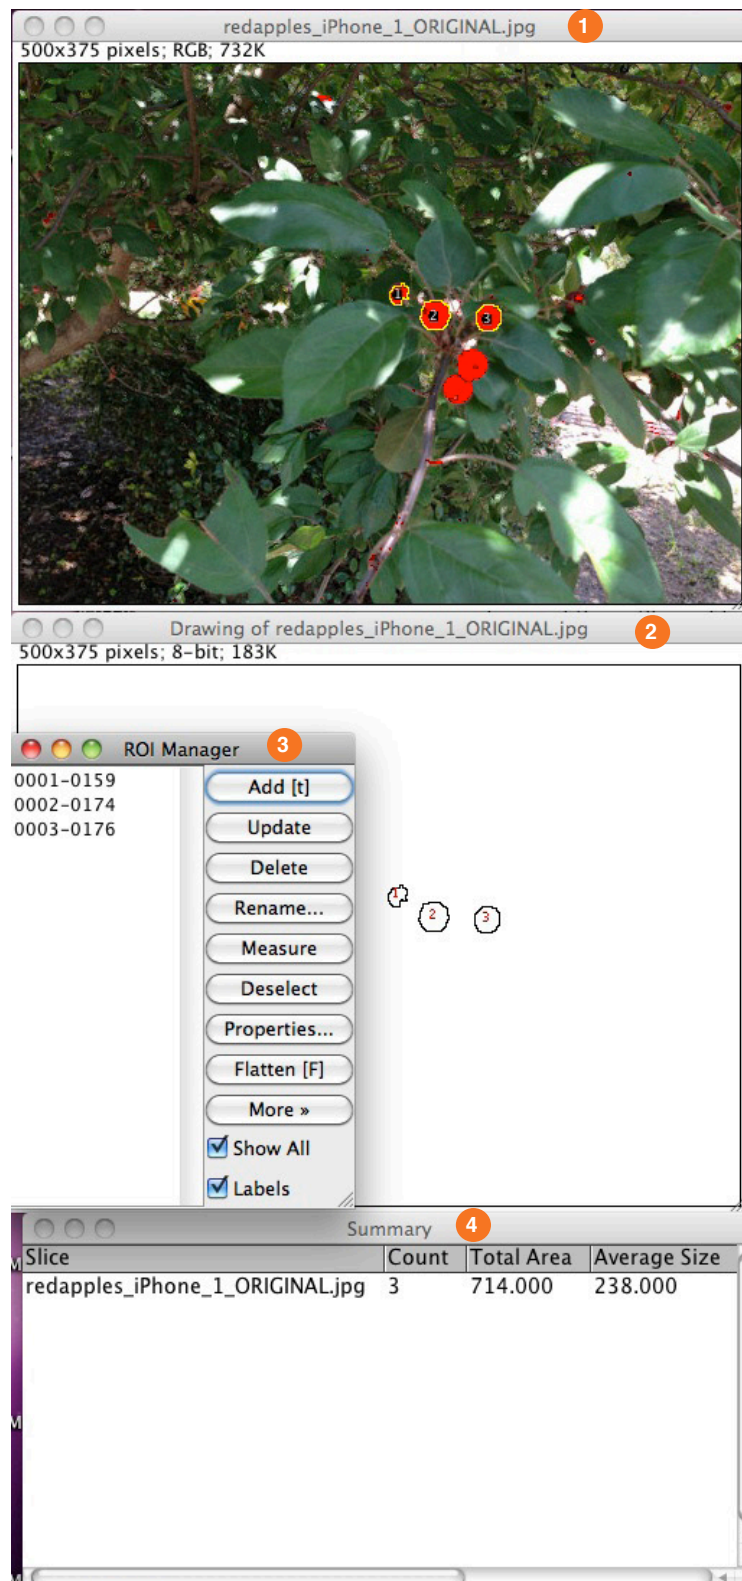 redapples_iPhone_1_ORIGINAL.jpg 1
500x375 pixels; RGB; 732K
1
2
3
Drawing of redapples_iPhone_1_ORIGINAL.jpg 2
500x375 pixels; 8-bit; 183K
ROI Manager 3
0001-0159
0002-0174
0003-0176
Add [t]
Update
Delete
Rename...
Measure
Deselect
Properties...
Flatten [F]
More »
Show All
Labels
1
2
3
Summary 4
Slice Count Total Area Average Size
redapples_iPhone_1_ORIGINAL.jpg 3 714.000 238.000
M
M
M